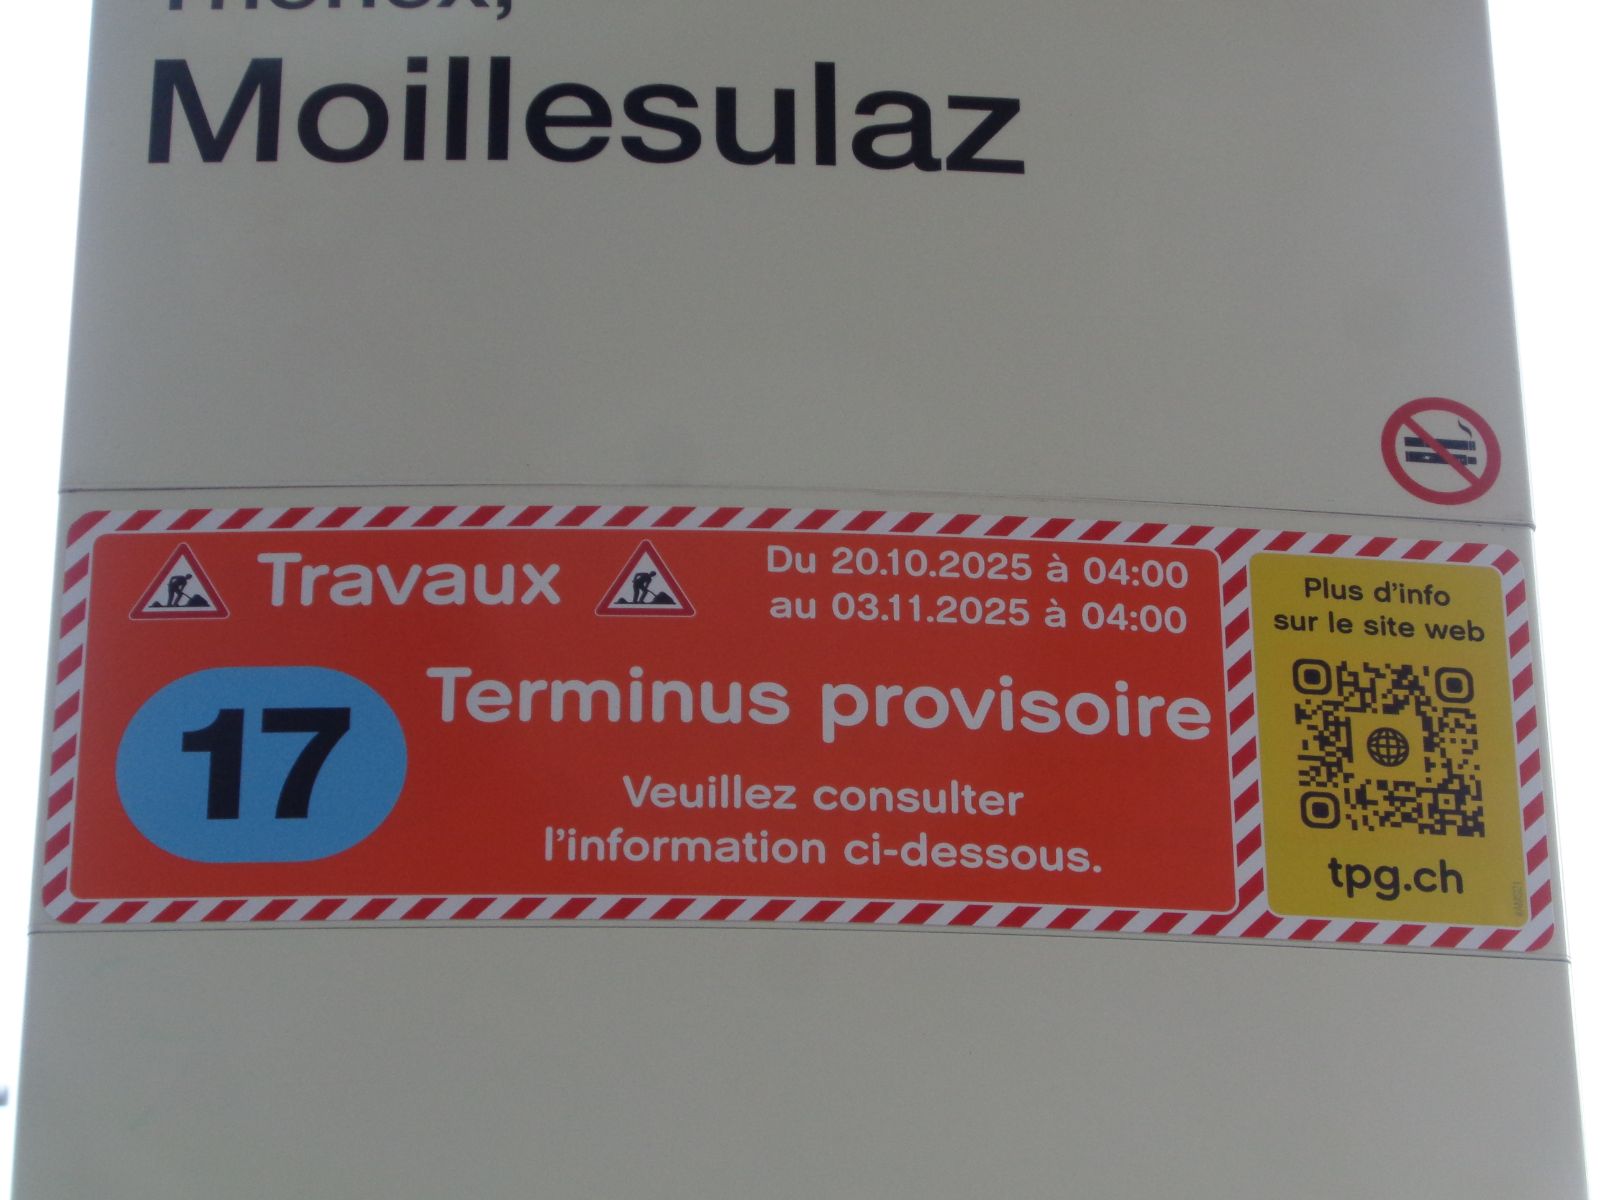 Thônex,
Moillesulaz
Travaux
Du 20.10.2025 à 04:00
au 03.11.2025 à 04:00
17
Terminus provisoire
Veuillez consulter
l'information ci-dessous.
Plus d'info
sur le site web
tpg.ch